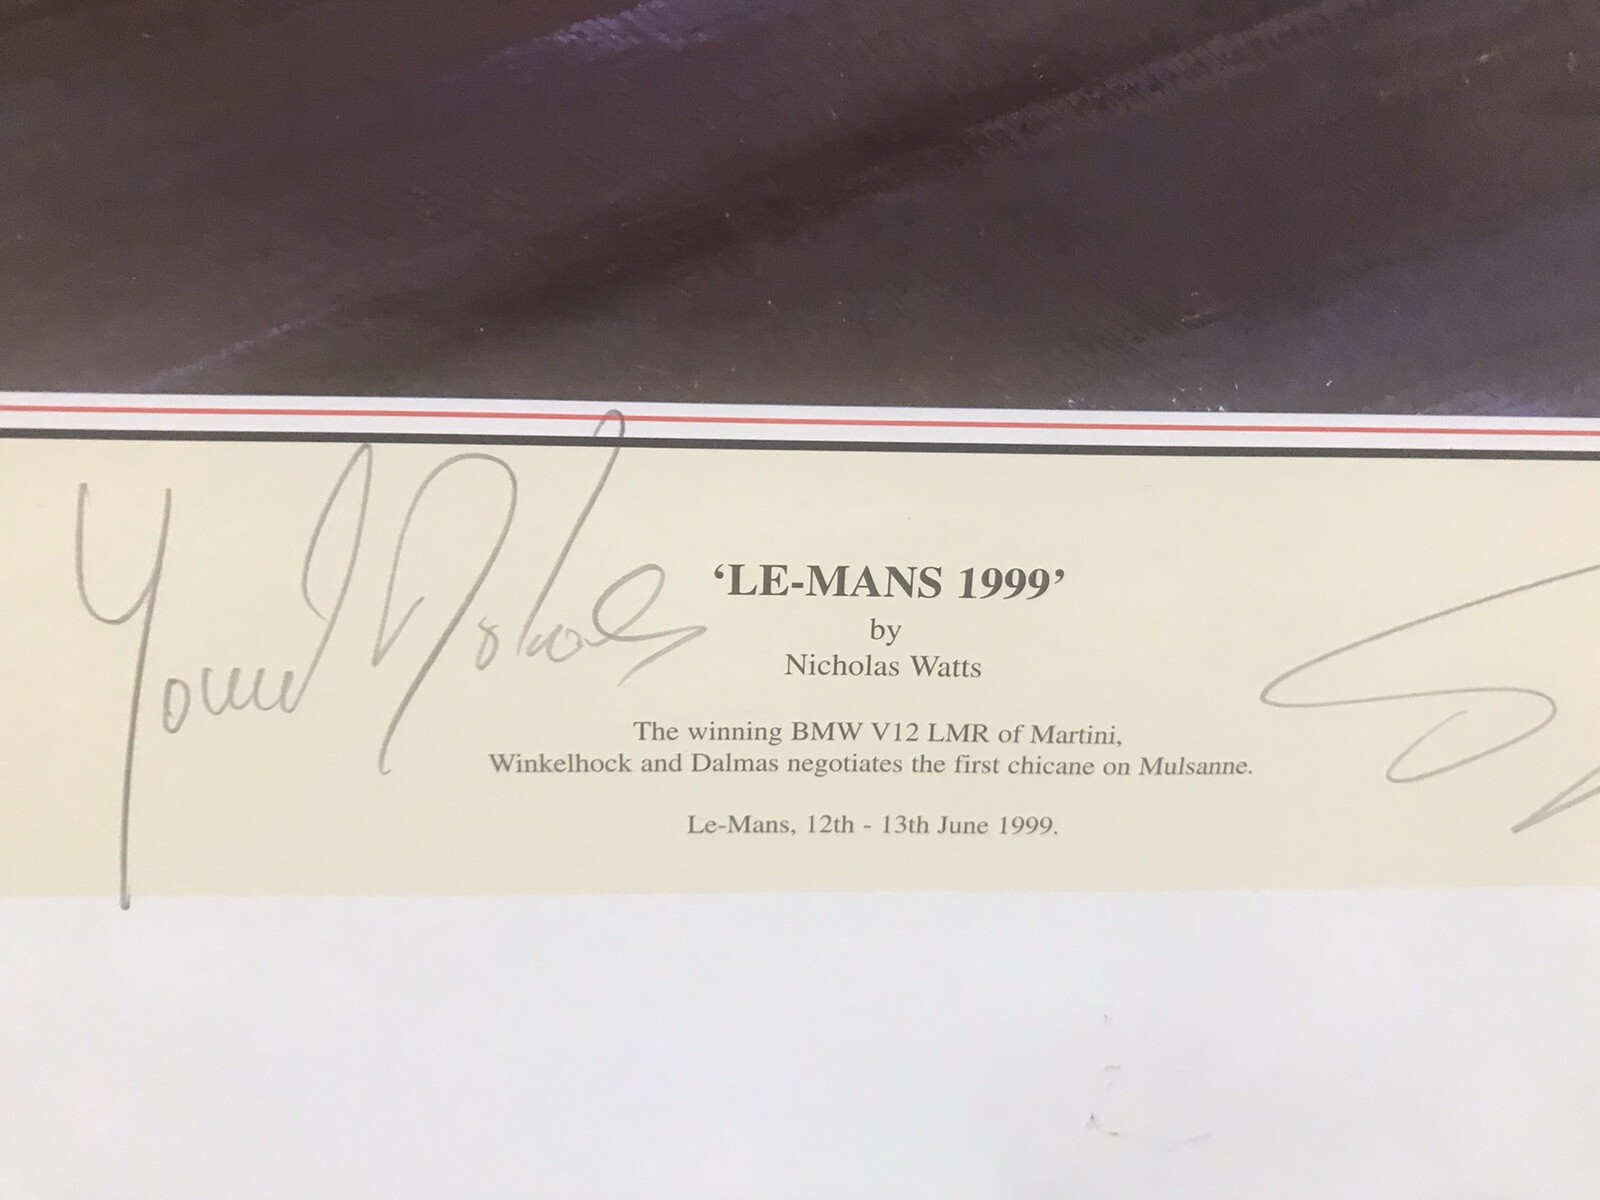 ‘LE-MANS 1999’
by
Nicholas Watts
The winning BMW V12 LMR of Martini,
Winkelhock and Dalmas negotiates the first chicane on Mulsanne.
Le-Mans, 12th - 13th June 1999.